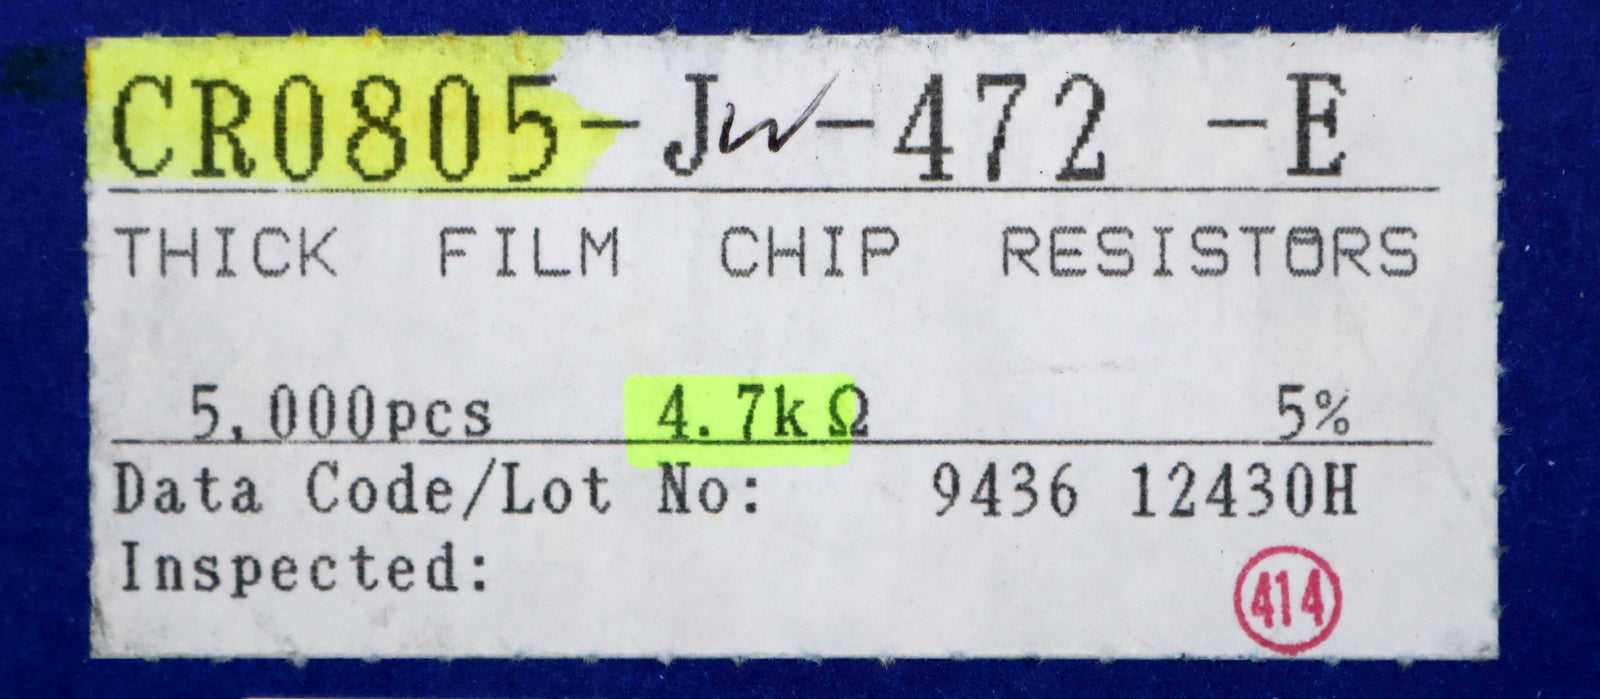 CR0805-JW-472 -E
THICK FILM CHIP RESISTORS
5,000pcs 4.7kΩ 5%
Data Code/Lot No: 9436 12430H
Inspected:
414